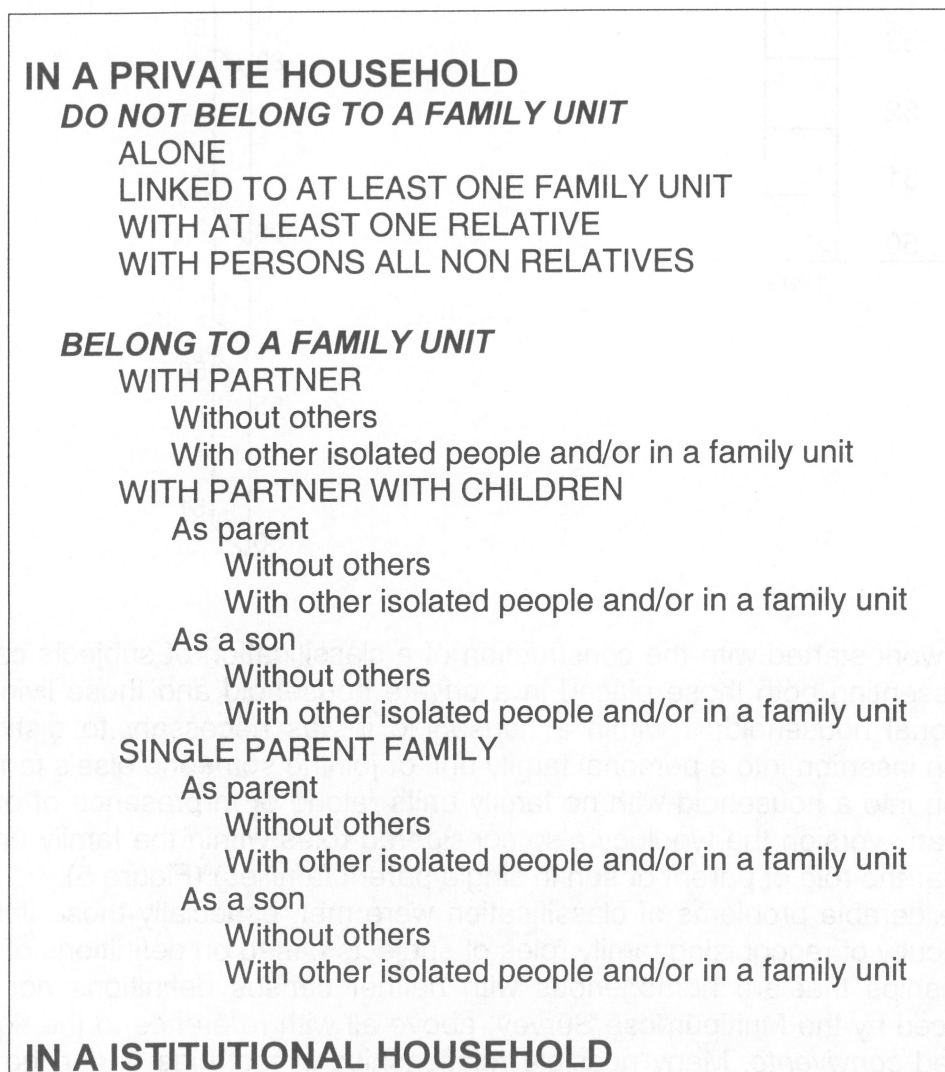 IN A PRIVATE HOUSEHOLD
DO NOT BELONG TO A FAMILY UNIT
ALONE
LINKED TO AT LEAST ONE FAMILY UNIT
WITH AT LEAST ONE RELATIVE
WITH PERSONS ALL NON RELATIVES
BELONG TO A FAMILY UNIT
WITH PARTNER
Without others
With other isolated people and/or in a family unit
WITH PARTNER WITH CHILDREN
As parent
Without others
With other isolated people and/or in a family unit
As a son
Without others
With other isolated people and/or in a family unit
SINGLE PARENT FAMILY
As parent
Without others
With other isolated people and/or in a family unit
As a son
Without others
With other isolated people and/or in a family unit
IN A INSTITUTIONAL HOUSEHOLD